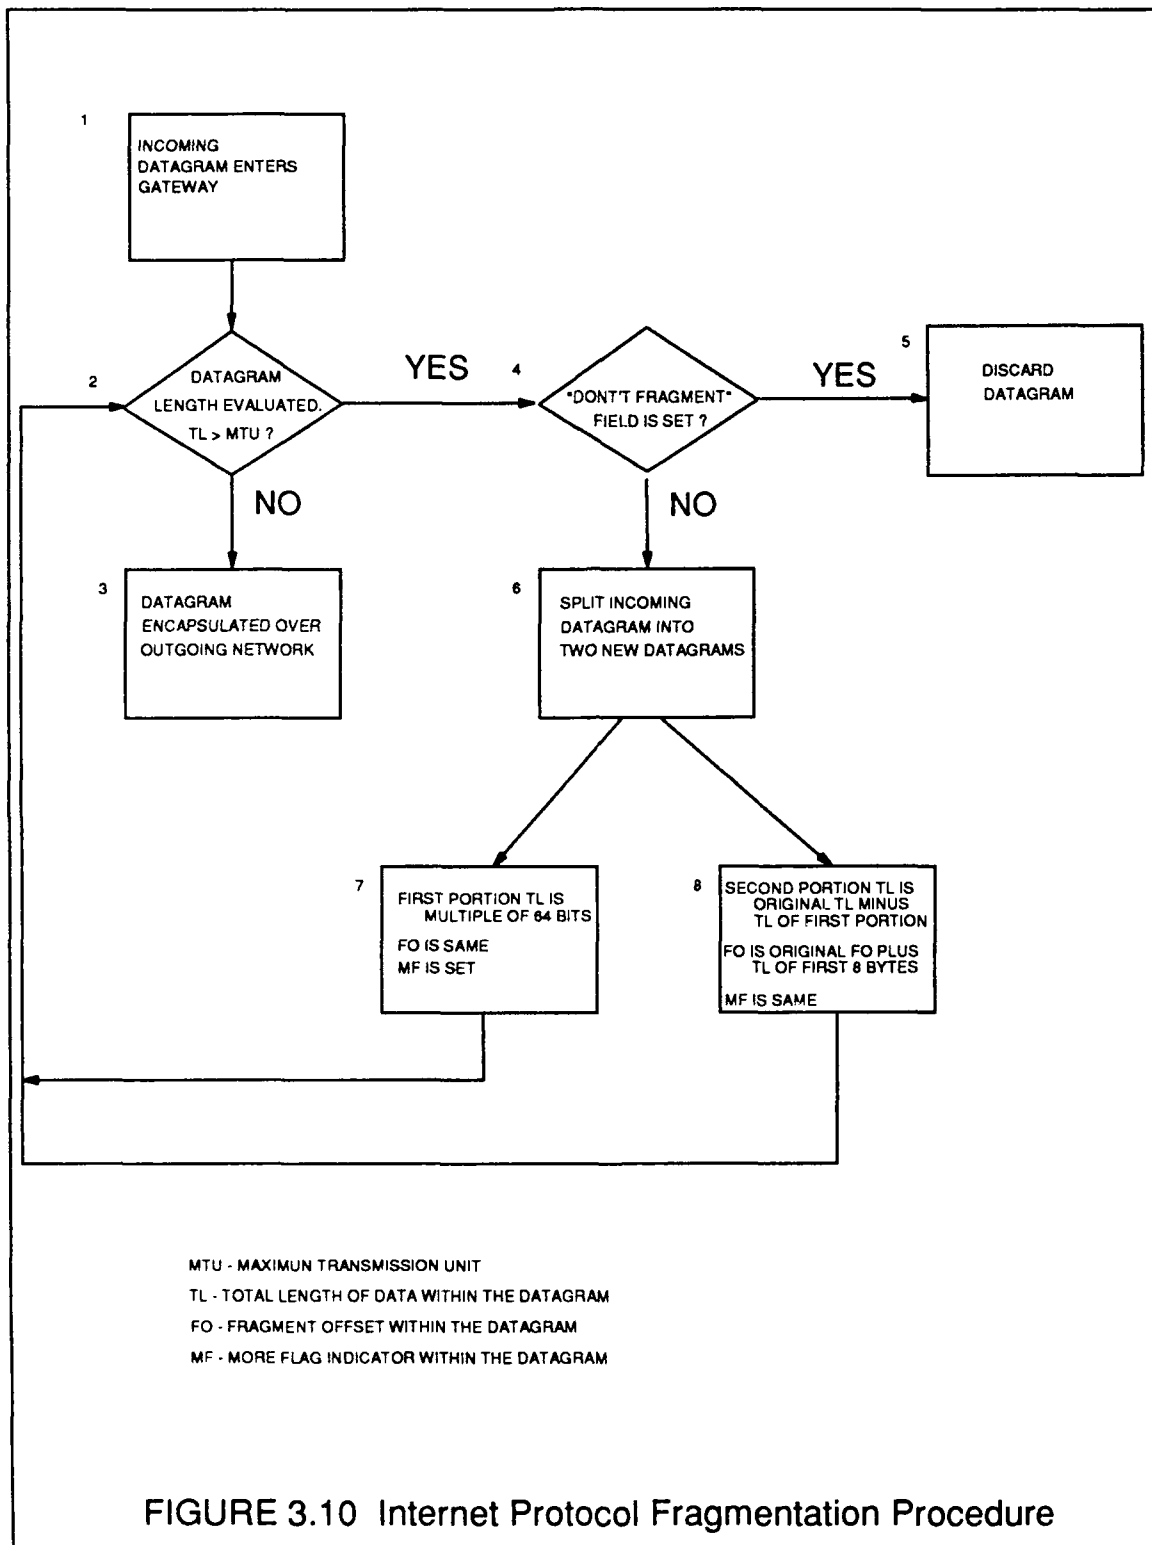 1
INCOMING
DATAGRAM ENTERS
GATEWAY
2
DATAGRAM
LENGTH EVALUATED.
TL > MTU ?
YES
NO
3
DATAGRAM
ENCAPSULATED OVER
OUTGOING NETWORK
4
"DONT'T FRAGMENT"
FIELD IS SET ?
YES
NO
5
DISCARD
DATAGRAM
6
SPLIT INCOMING
DATAGRAM INTO
TWO NEW DATAGRAMS
7
FIRST PORTION TL IS
MULTIPLE OF 64 BITS
FO IS SAME
MF IS SET
8
SECOND PORTION TL IS
ORIGINAL TL MINUS
TL OF FIRST PORTION
FO IS ORIGINAL FO PLUS
TL OF FIRST 8 BYTES
MF IS SAME
MTU - MAXIMUN TRANSMISSION UNIT
TL - TOTAL LENGTH OF DATA WITHIN THE DATAGRAM
FO - FRAGMENT OFFSET WITHIN THE DATAGRAM
MF - MORE FLAG INDICATOR WITHIN THE DATAGRAM
FIGURE 3.10 Internet Protocol Fragmentation Procedure